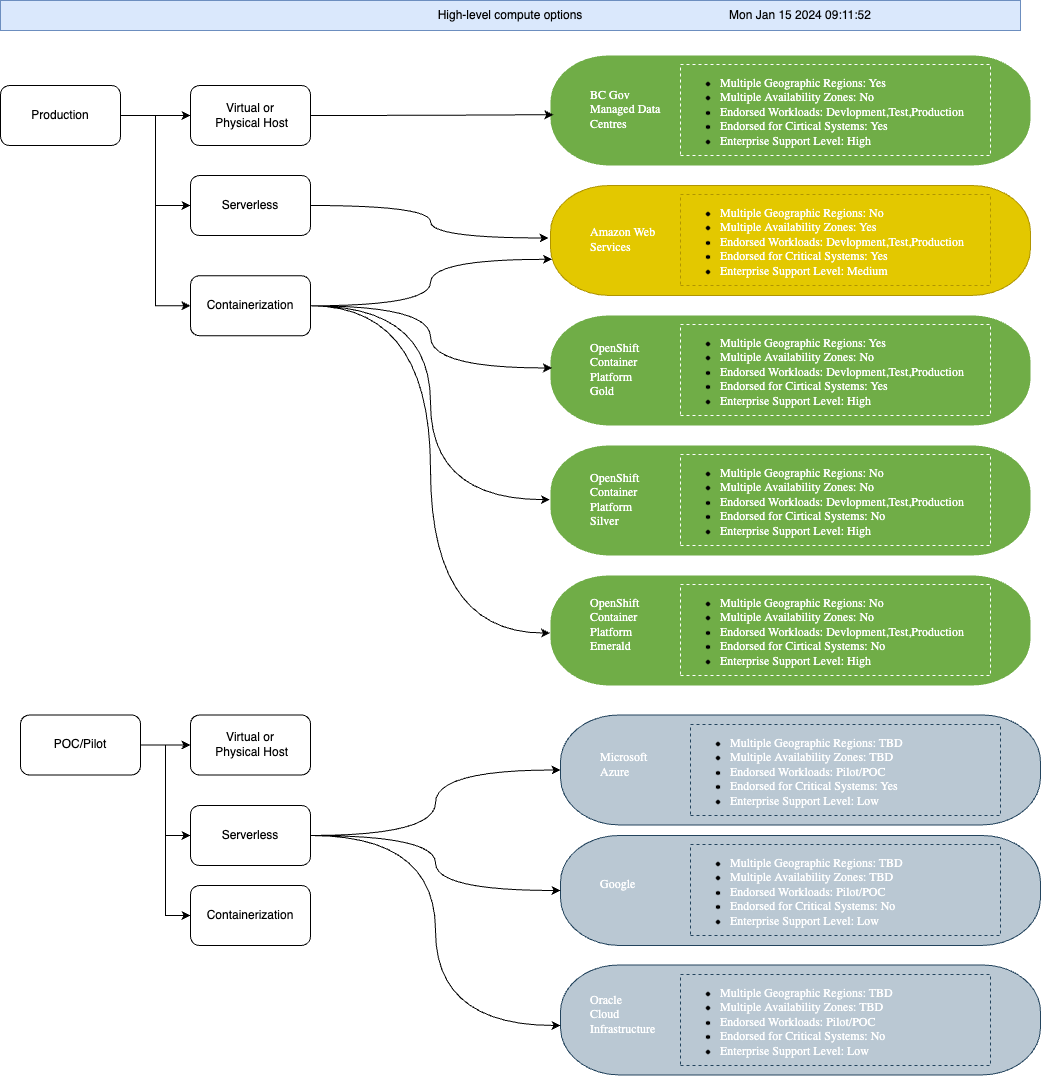 High-level compute options
Mon Jan 15 2024 09:11:52
Production
Virtual or
Physical Host
BC Gov
Managed Data
Centres
Multiple Geographic Regions: Yes
Multiple Availability Zones: No
Endorsed Workloads: Devlopment,Test,Production
Endorsed for Cirtical Systems: Yes
Enterprise Support Level: High
Serverless
Amazon Web
Services
Multiple Geographic Regions: No
Multiple Availability Zones: Yes
Endorsed Workloads: Devlopment,Test,Production
Endorsed for Critical Systems: Yes
Enterprise Support Level: Medium
Containerization
OpenShift
Container
Platform
Gold
Multiple Geographic Regions: Yes
Multiple Availability Zones: No
Endorsed Workloads: Devlopment,Test,Production
Endorsed for Cirtical Systems: Yes
Enterprise Support Level: High
OpenShift
Container
Platform
Silver
Multiple Geographic Regions: No
Multiple Availability Zones: No
Endorsed Workloads: Devlopment,Test,Production
Endorsed for Cirtical Systems: No
Enterprise Support Level: High
OpenShift
Container
Platform
Emerald
Multiple Geographic Regions: No
Multiple Availability Zones: No
Endorsed Workloads: Devlopment,Test,Production
Endorsed for Cirtical Systems: No
Enterprise Support Level: High
POC/Pilot
Virtual or
Physical Host
Microsoft
Azure
Multiple Geographic Regions: TBD
Multiple Availability Zones: TBD
Endorsed Workloads: Pilot/POC
Endorsed for Critical Systems: Yes
Enterprise Support Level: Low
Serverless
Google
Multiple Geographic Regions: TBD
Multiple Availability Zones: TBD
Endorsed Workloads: Pilot/POC
Endorsed for Critical Systems: No
Enterprise Support Level: Low
Containerization
Oracle
Cloud
Infrastructure
Multiple Geographic Regions: TBD
Multiple Availability Zones: TBD
Endorsed Workloads: Pilot/POC
Endorsed for Critical Systems: No
Enterprise Support Level: Low